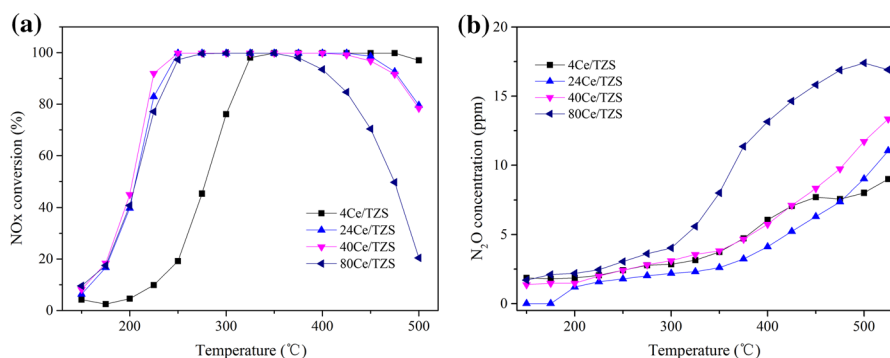 (a)
NOx conversion (%)
100
80
60
40
20
0
4Ce/TZS
24Ce/TZS
40Ce/TZS
80Ce/TZS
200
300
400
500
Temperature (℃)
(b)
N₂O concentration (ppm)
20
15
10
5
0
4Ce/TZS
24Ce/TZS
40Ce/TZS
80Ce/TZS
200
300
400
500
Temperature (℃)